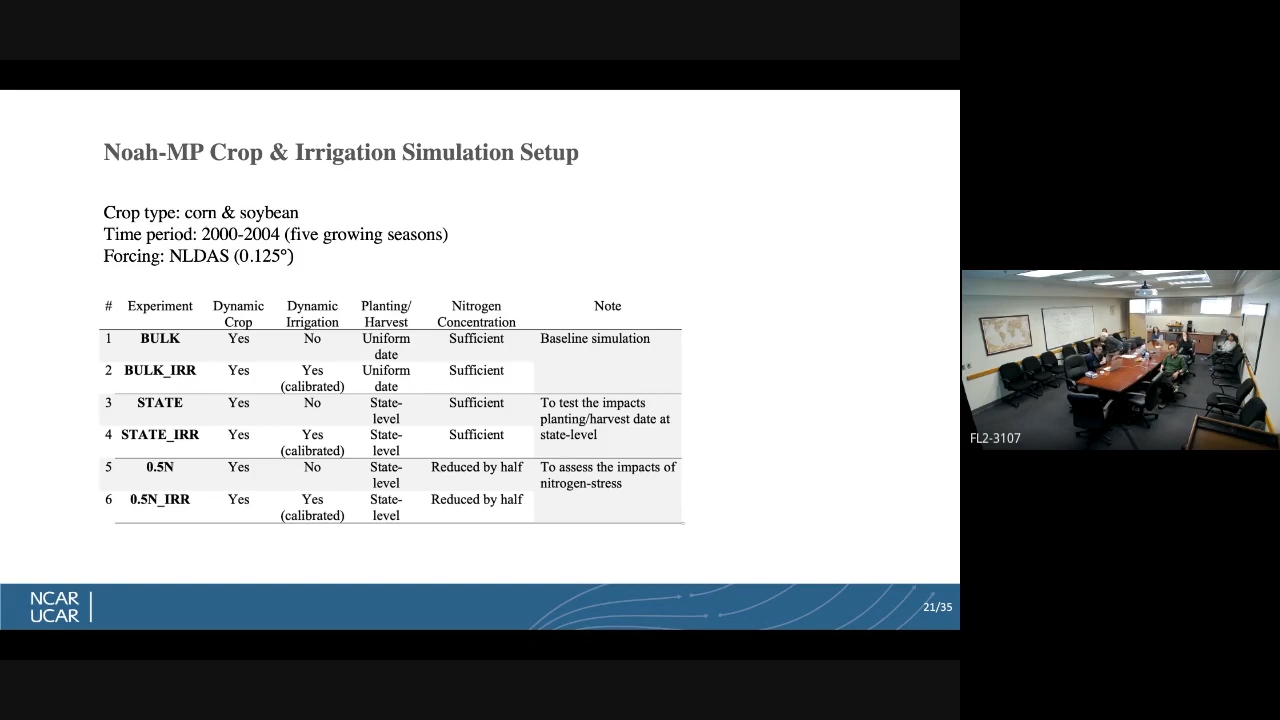 Noah-MP Crop & Irrigation Simulation Setup
Crop type: corn & soybean
Time period: 2000-2004 (five growing seasons)
Forcing: NLDAS (0.125°)
# Experiment Dynamic Crop Dynamic Irrigation Planting/ Harvest Nitrogen Concentration Note
1 BULK Yes No Uniform date Sufficient Baseline simulation
2 BULK_IRR Yes Yes (calibrated) Uniform date Sufficient
3 STATE Yes No State-level Sufficient To test the impacts planting/harvest date at state-level
4 STATE_IRR Yes Yes (calibrated) State-level Sufficient
5 0.5N Yes No State-level Reduced by half To assess the impacts of nitrogen-stress
6 0.5N_IRR Yes Yes (calibrated) State-level Reduced by half
NCAR
UCAR
21/35
FL2-3107